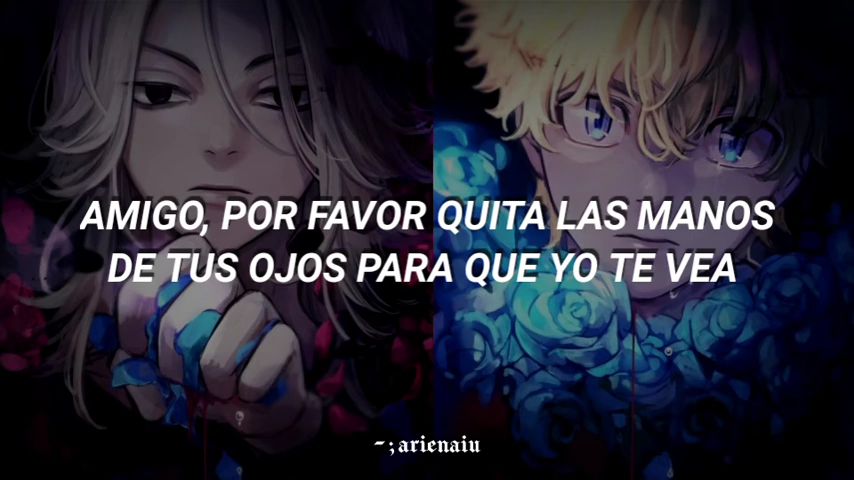 AMIGO, POR FAVOR QUITA LAS MANOS
DE TUS OJOS PARA QUE YO TE VEA
~;arienaiu